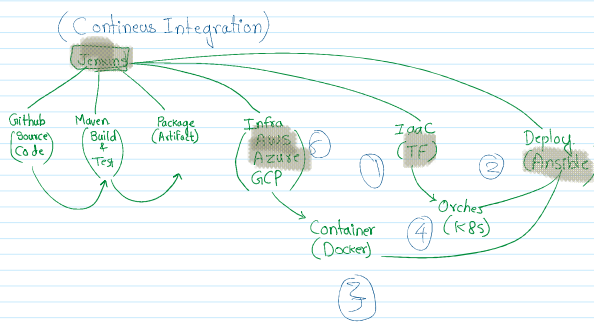 (Contineus Integration)
Jenkins
Github
(Source
Code)
Maven
(Build
&
Test)
Package
(Artifact)
Infra
(AWS
Azure
GCP)
IaaC
(TF)
Deploy
(Ansible)
1
2
Orches
(K8s)
Container
(Docker)
4
3